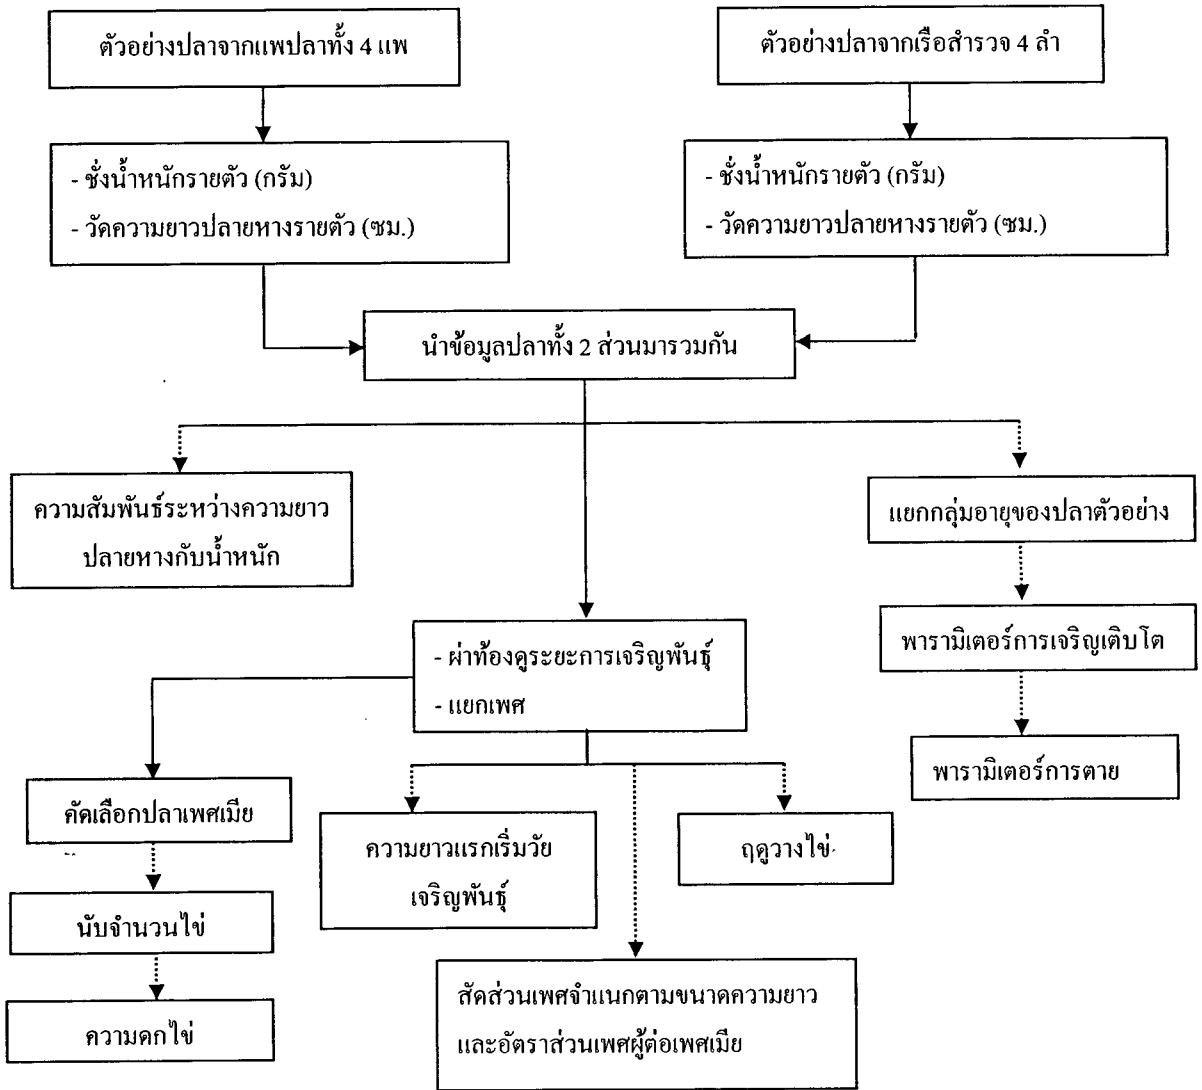 ตัวอย่างปลาจากแพปลาทั้ง 4 แพ
ตัวอย่างปลาจากเรือสำรวจ 4 ลำ
- ชั่งน้ำหนักรายตัว (กรัม)
- วัดความยาวปลายหางรายตัว (ซม.)
- ชั่งน้ำหนักรายตัว (กรัม)
- วัดความยาวปลายหางรายตัว (ซม.)
นำข้อมูลปลาทั้ง 2 ส่วนมารวมกัน
ความสัมพันธ์ระหว่างความยาว
ปลายหางกับน้ำหนัก
แยกกลุ่มอายุของปลาตัวอย่าง
พารามิเตอร์การเจริญเติบโต
พารามิเตอร์การตาย
- ผ่าท้องดูระยะการเจริญพันธุ์
- แยกเพศ
คัดเลือกปลาเพศเมีย
นับจำนวนไข่
ความดกไข่
ความยาวแรกเริ่มวัย
เจริญพันธุ์
ฤดูวางไข่
สัดส่วนเพศจำแนกตามขนาดความยาว
และอัตราส่วนเพศผู้ต่อเพศเมีย